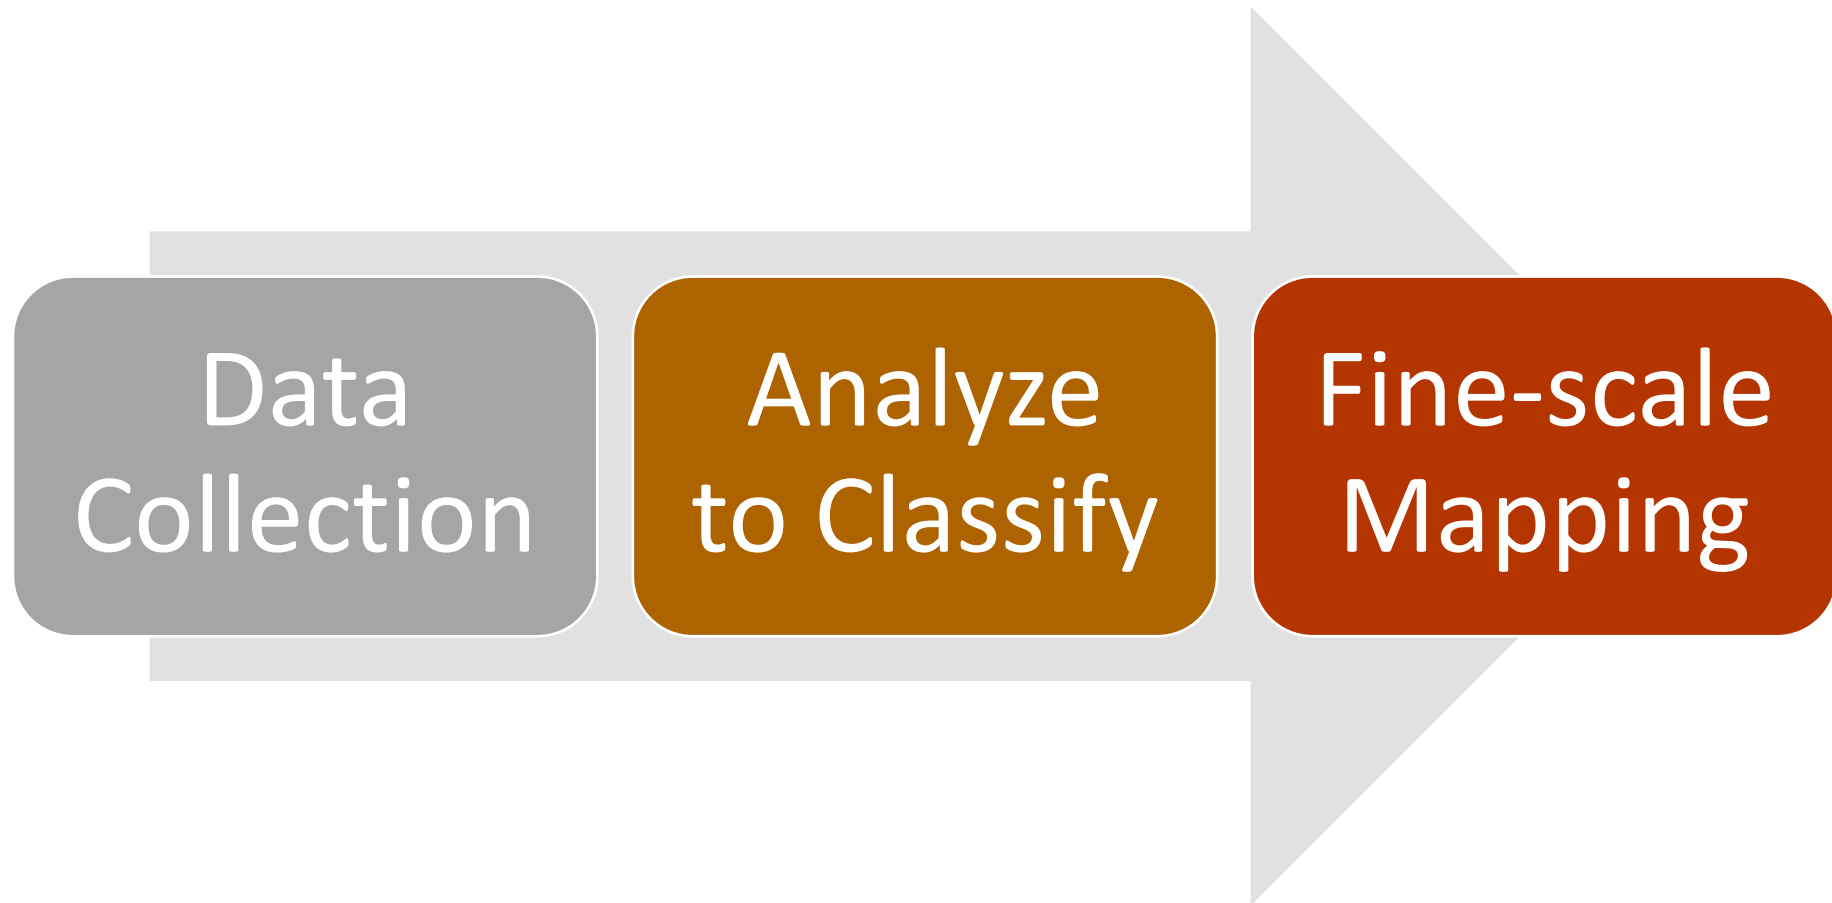 Data
Collection
Analyze
to Classify
Fine-scale
Mapping